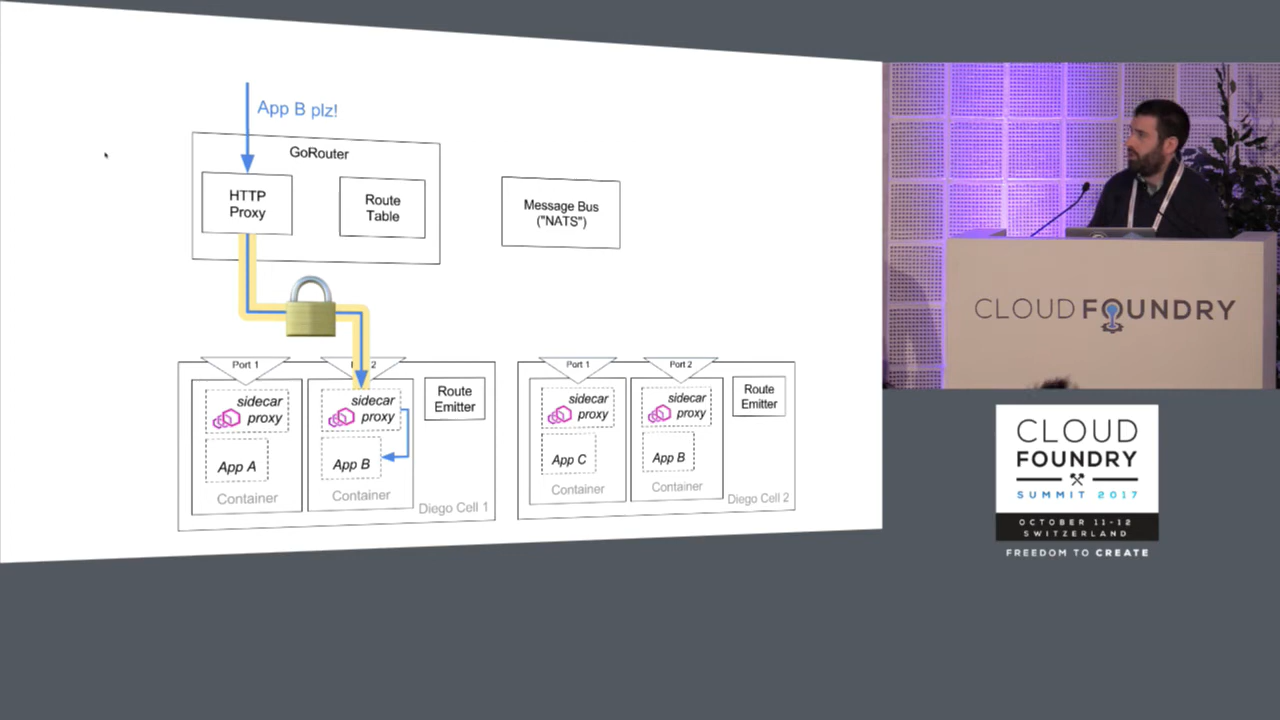 App B plz!
GoRouter
HTTP
Proxy
Route
Table
Message Bus
("NATS")
Port 1
2
sidecar
proxy
App A
Container
sidecar
proxy
App B
Container
Route
Emitter
Diego Cell 1
Port 1
Port 2
sidecar
proxy
App C
Container
sidecar
proxy
App B
Container
Route
Emitter
Diego Cell 2
CLOUD FOUNDRY
CLOUD
FOUNDRY
SUMMIT 2017
OCTOBER 11-12
SWITZERLAND
FREEDOM TO CREATE